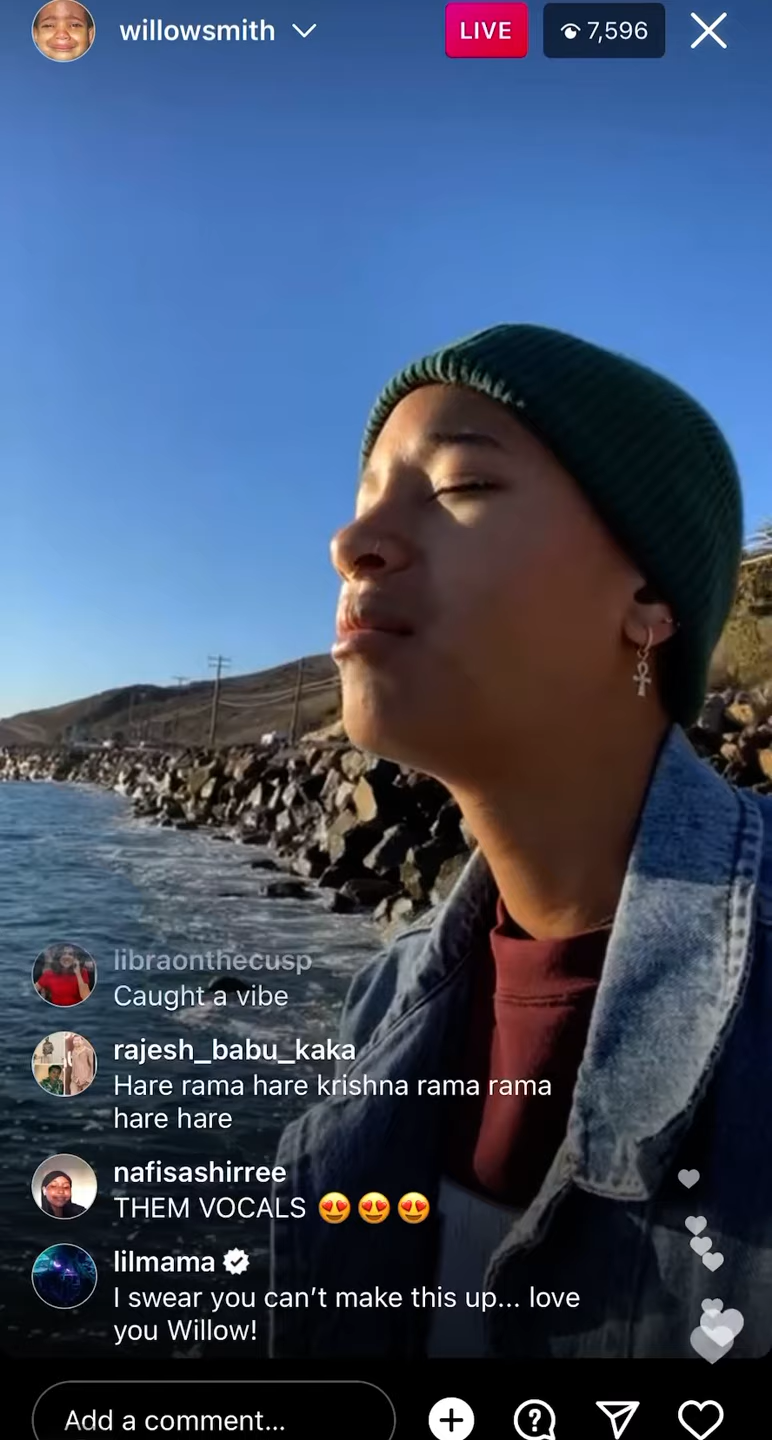 willowsmith
LIVE
7,596
libraonthecusp
Caught a vibe
rajesh_babu_kaka
Hare rama hare krishna rama rama
hare hare
nafisashirree
THEM VOCALS 😍😍😍
lilmama
I swear you can’t make this up... love
you Willow!
Add a comment...